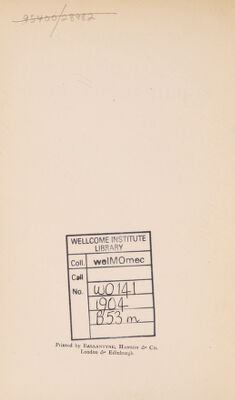 95400/28982
WELLCOME INSTITUTE
LIBRARY
Coll. welMOmec
Call
No. WO141
1904
B53m
Printed by BALLANTYNE, HANSON & Co.
London & Edinburgh